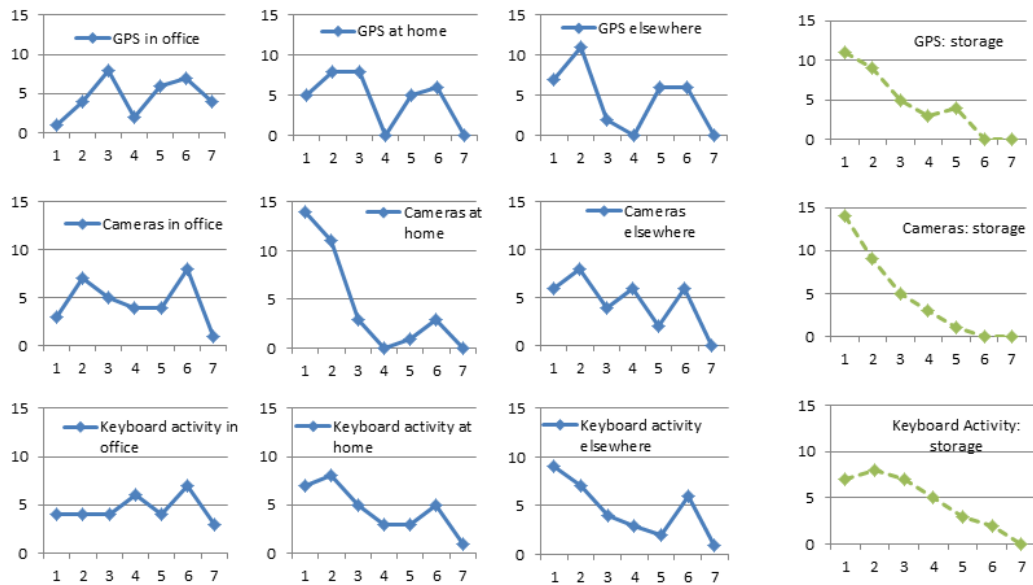 GPS in office
15
10
5
0
1 2 3 4 5 6 7
GPS at home
15
10
5
0
1 2 3 4 5 6 7
GPS elsewhere
15
10
5
0
1 2 3 4 5 6 7
GPS: storage
15
10
5
0
1 2 3 4 5 6 7
Cameras in office
15
10
5
0
1 2 3 4 5 6 7
Cameras at
home
15
10
5
0
1 2 3 4 5 6 7
Cameras
elsewhere
15
10
5
0
1 2 3 4 5 6 7
Cameras: storage
15
10
5
0
1 2 3 4 5 6 7
Keyboard activity in
office
15
10
5
0
1 2 3 4 5 6 7
Keyboard activity at
home
15
10
5
0
1 2 3 4 5 6 7
Keyboard activity
elsewhere
15
10
5
0
1 2 3 4 5 6 7
Keyboard Activity:
storage
15
10
5
0
1 2 3 4 5 6 7